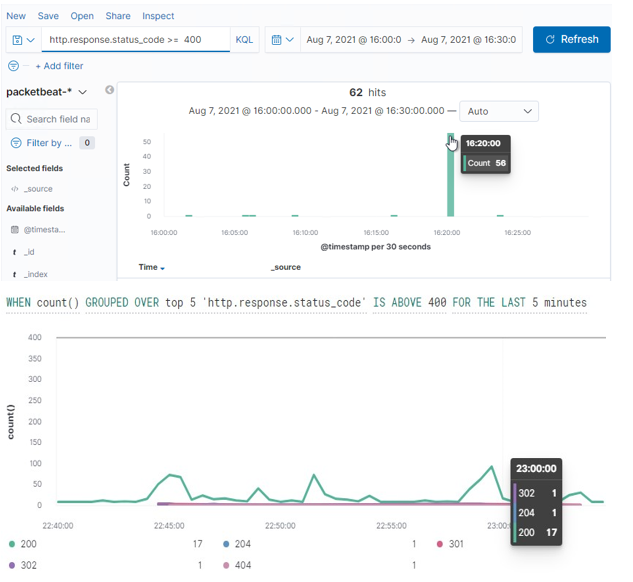 New Save Open Share Inspect
http.response.status_code >= 400 KQL Aug 7, 2021 @ 16:00:0 → Aug 7, 2021 @ 16:30:0 Refresh
+ Add filter
packetbeat-*
62 hits
Search field na
Aug 7, 2021 @ 16:00:00.000 - Aug 7, 2021 @ 16:30:00.000 — Auto
Filter by ... 0
Selected fields
</> _source
Available fields
@timesta...
t _id
t _index
Count
50
40
30
20
10
0
16:20:00
Count 56
16:00:00 16:05:00 16:10:00 16:15:00 16:20:00 16:25:00
@timestamp per 30 seconds
Time _source
WHEN count() GROUPED OVER top 5 'http.response.status_code' IS ABOVE 400 FOR THE LAST 5 minutes
count()
400
350
300
250
200
150
100
50
0
23:00:00
302 1
204 1
200 17
22:40:00 22:45:00 22:50:00 22:55:00 23:00:
200 17 204 1 301
302 1 404 1